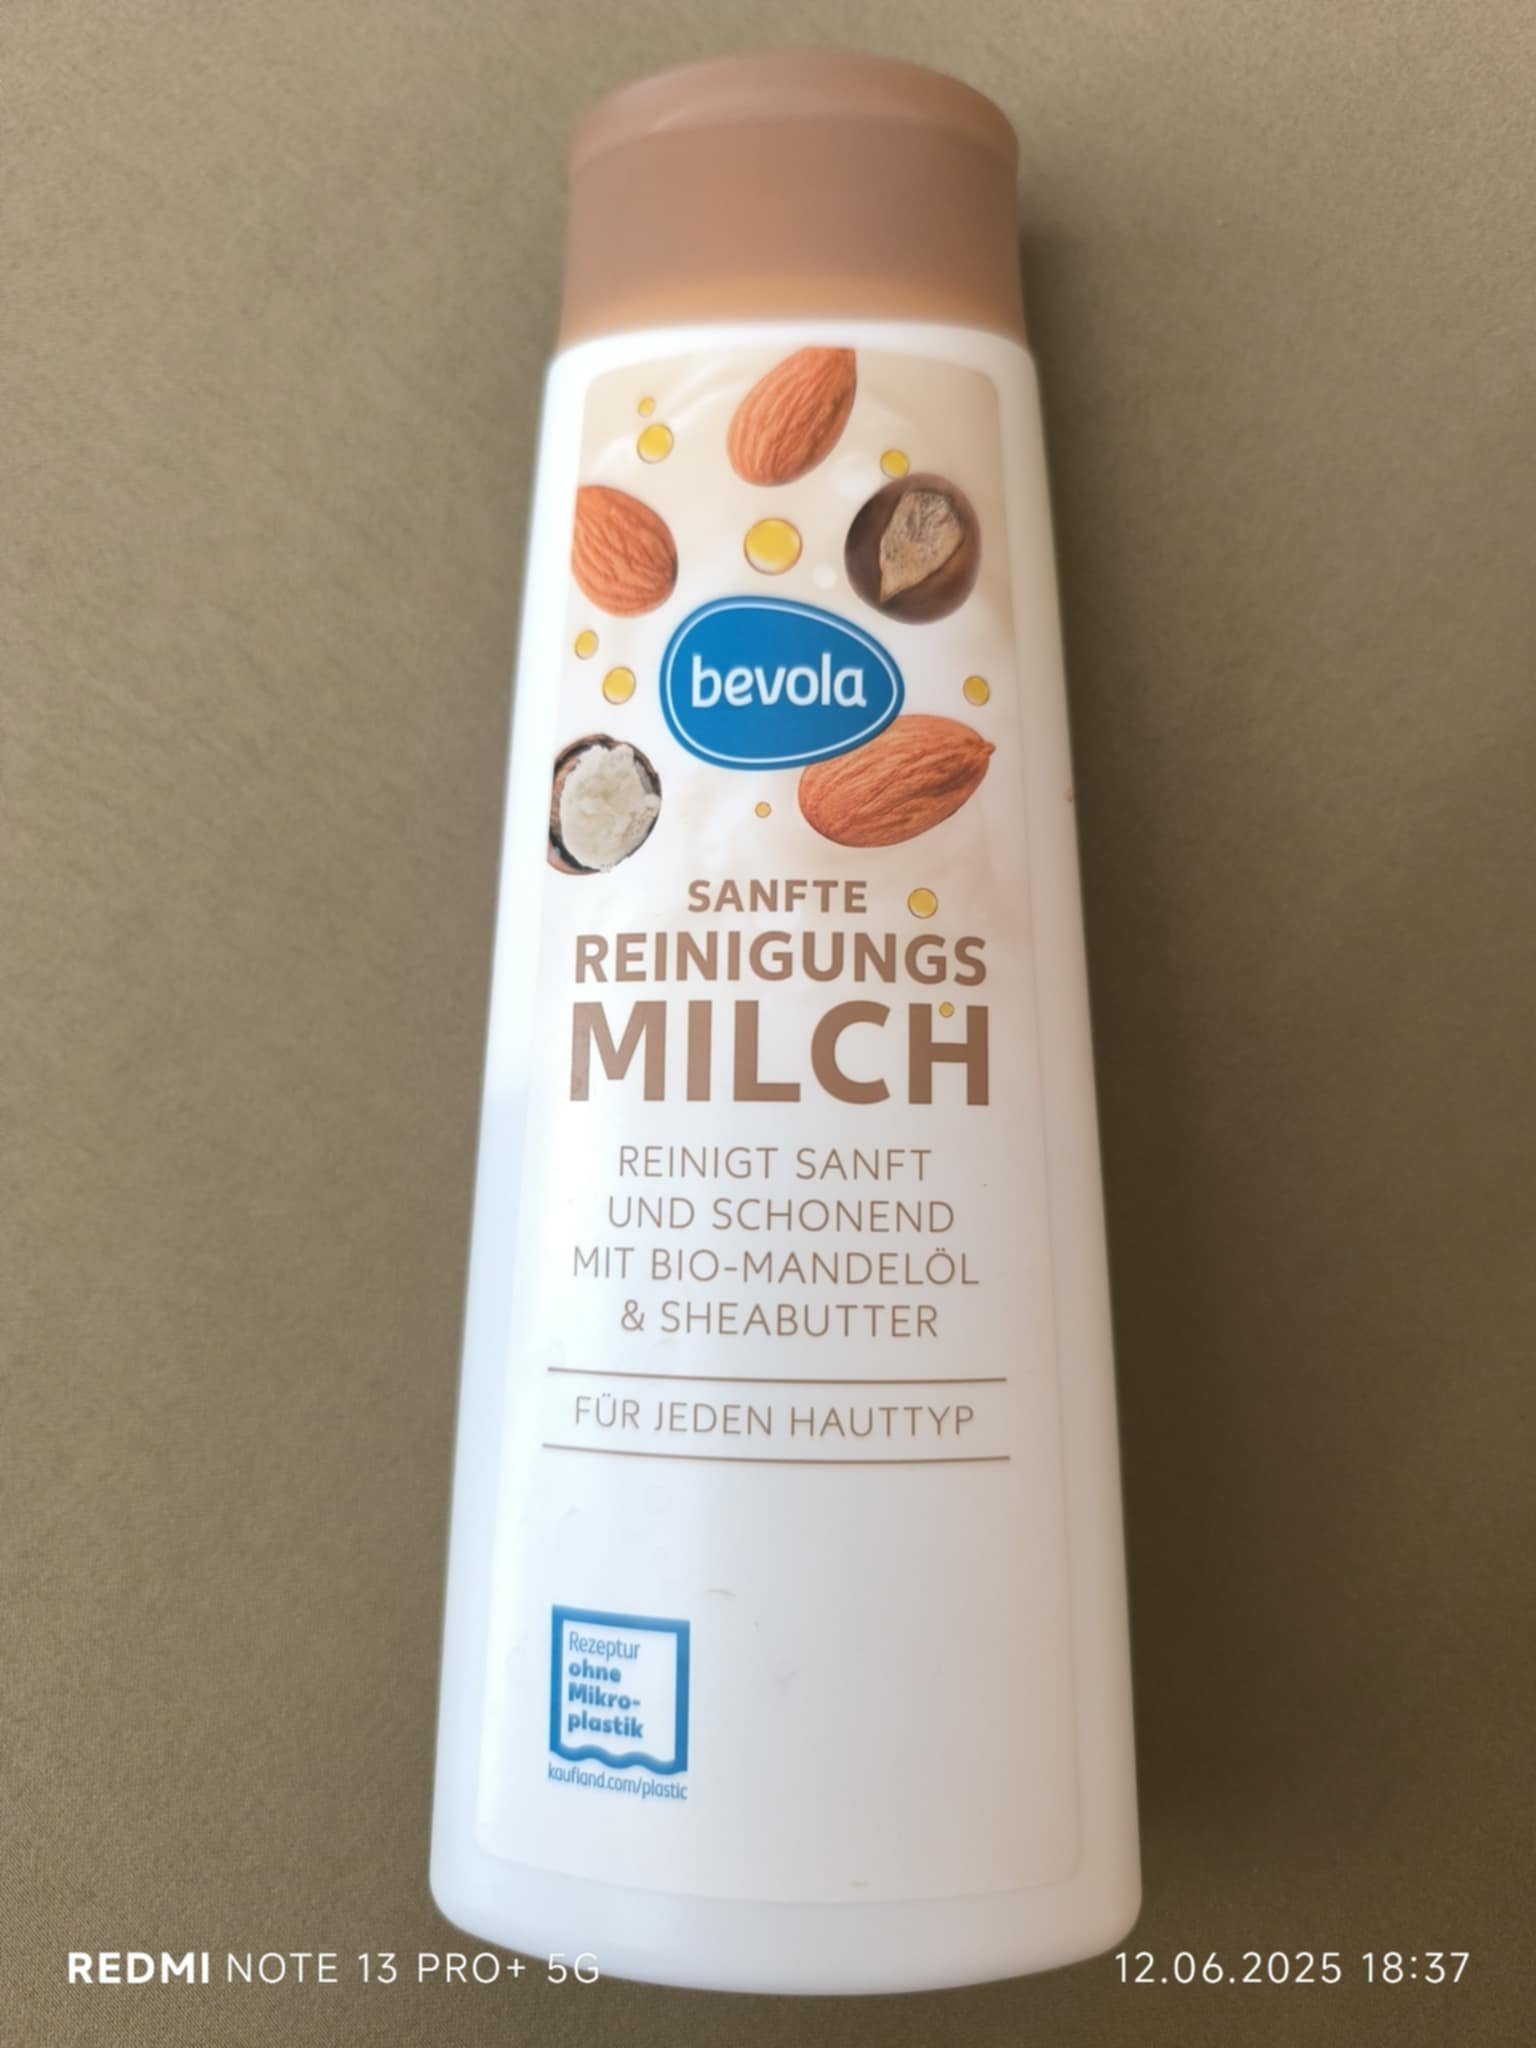 bevola
SANFTE
REINIGUNGS
MILCH
REINIGT SANFT
UND SCHONEND
MIT BIO-MANDELÖL
& SHEABUTTER
FÜR JEDEN HAUTTYP
Rezeptur
ohne
Mikro-
plastik
kaufland.com/plastic
REDMI NOTE 13 PRO+ 5G
12.06.2025 18:37